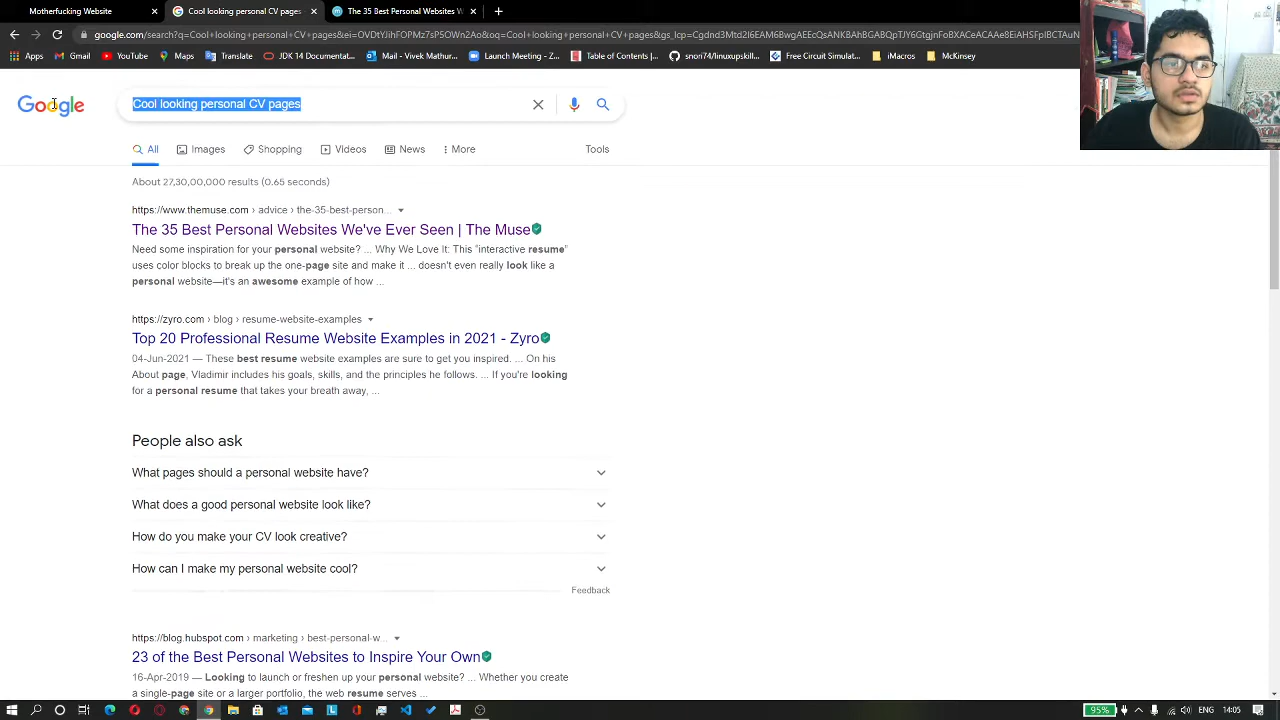 Motherfucking Website
Cool looking personal CV pages
The 35 Best Personal Websites W
google.com/search?q=Cool+looking+personal+CV+pages&ei=
Apps
Gmail
YouTube
Maps
News
Translate
Inbox (77) - vivek0...
Mail - Vivek Mathur...
Launch Meeting - Z...
Table of Contents |...
snori74/linuxupskill...
Free Circuit Simulat...
iMacros
McKinsey
Google
Cool looking personal CV pages
All
Images
Shopping
Videos
News
More
Tools
About 27,30,00,000 results (0.65 seconds)
https://www.themuse.com › advice › the-35-best-person...
The 35 Best Personal Websites We've Ever Seen | The Muse
Need some inspiration for your personal website? ... Why We Love It: This "interactive resume"
uses color blocks to break up the one-page site and make it ... doesn't even really look like a
personal website—it's an awesome example of how ...
https://zyro.com › blog › resume-website-examples
Top 20 Professional Resume Website Examples in 2021 - Zyro
04-Jun-2021 — These best resume website examples are sure to get you inspired. ... On his
About page, Vladimir includes his goals, skills, and the principles he follows. ... If you're looking
for a personal resume that takes your breath away, ...
People also ask
What pages should a personal website have?
What does a good personal website look like?
How do you make your CV look creative?
How can I make my personal website cool?
Feedback
https://blog.hubspot.com › marketing › best-personal-w...
23 of the Best Personal Websites to Inspire Your Own
16-Apr-2019 — Looking to launch or freshen up your personal website? ... Whether you create
a single-page site or a larger portfolio, the web resume serves ...
95%
ENG
14:05